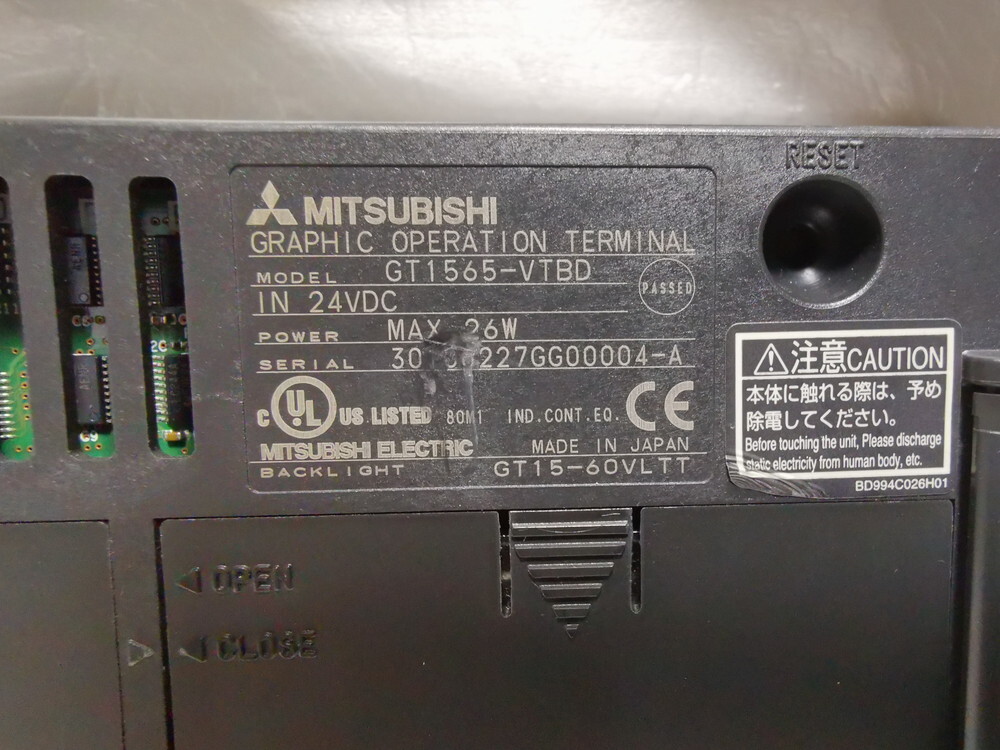 RESET
MITSUBISHI
GRAPHIC OPERATION TERMINAL
MODEL GT1565-VTBD
PASSED
IN 24VDC
POWER MAX 26W
SERIAL 227GG00004-A
C UL US LISTED 80M1 IND.CONT.EQ. CE
MITSUBISHI ELECTRIC MADE IN JAPAN
BACKLIGHT GT15-60VLTT
注意CAUTION
本体に触れる際は、予め
除電してください。
Before touching the unit, Please discharge
static electricity from human body, etc.
BD994C026H01
OPEN
CLOSE